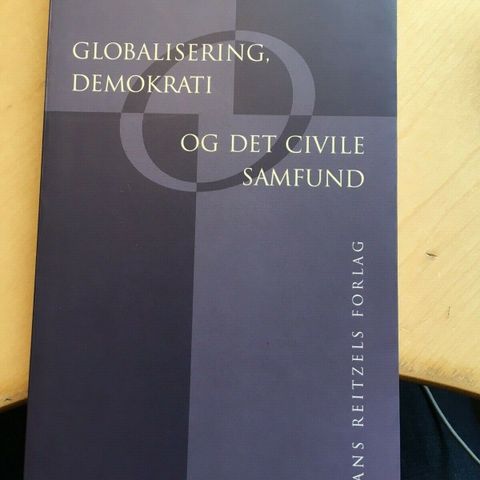 GLOBALISERING,
DEMOKRATI
OG DET CIVILE
SAMFUND
ANS REITZELS FORLAG